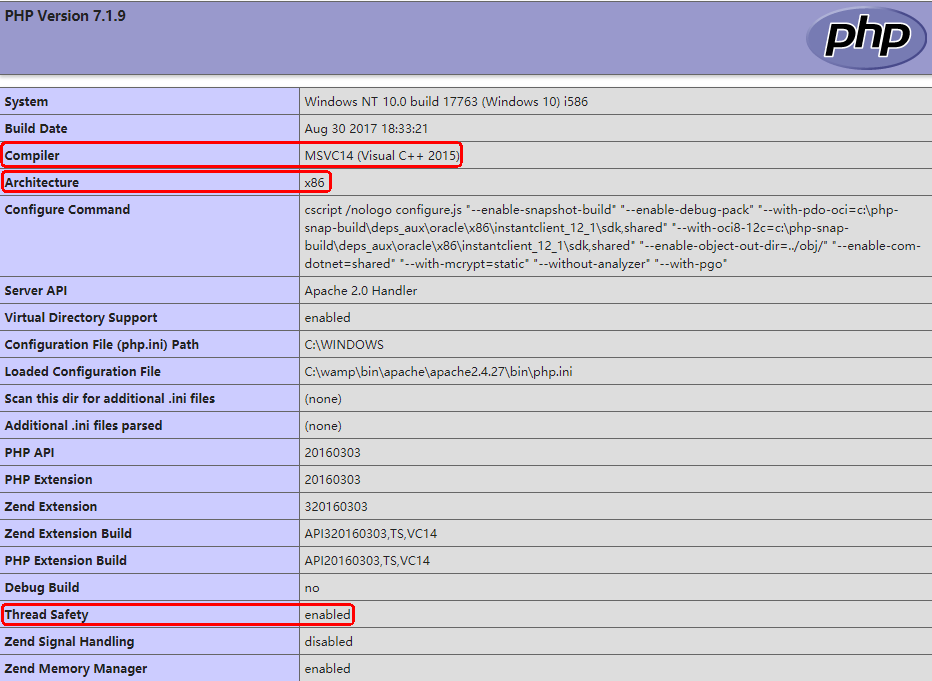 PHP Version 7.1.9
php
System Windows NT 10.0 build 17763 (Windows 10) i586
Build Date Aug 30 2017 18:33:21
Compiler MSVC14 (Visual C++ 2015)
Architecture x86
Configure Command cscript /nologo configure.js "--enable-snapshot-build" "--enable-debug-pack" "--with-pdo-oci=c:\php-
snap-build\deps_aux\oracle\x86\instantclient_12_1\sdk,shared" "--with-oci8-12c=c:\php-snap-
build\deps_aux\oracle\x86\instantclient_12_1\sdk,shared" "--enable-object-out-dir=../obj/" "--enable-com-
dotnet=shared" "--with-mcrypt=static" "--without-analyzer" "--with-pgo"
Server API Apache 2.0 Handler
Virtual Directory Support enabled
Configuration File (php.ini) Path C:\WINDOWS
Loaded Configuration File C:\wamp\bin\apache\apache2.4.27\bin\php.ini
Scan this dir for additional .ini files (none)
Additional .ini files parsed (none)
PHP API 20160303
PHP Extension 20160303
Zend Extension 320160303
Zend Extension Build API320160303,TS,VC14
PHP Extension Build API20160303,TS,VC14
Debug Build no
Thread Safety enabled
Zend Signal Handling disabled
Zend Memory Manager enabled